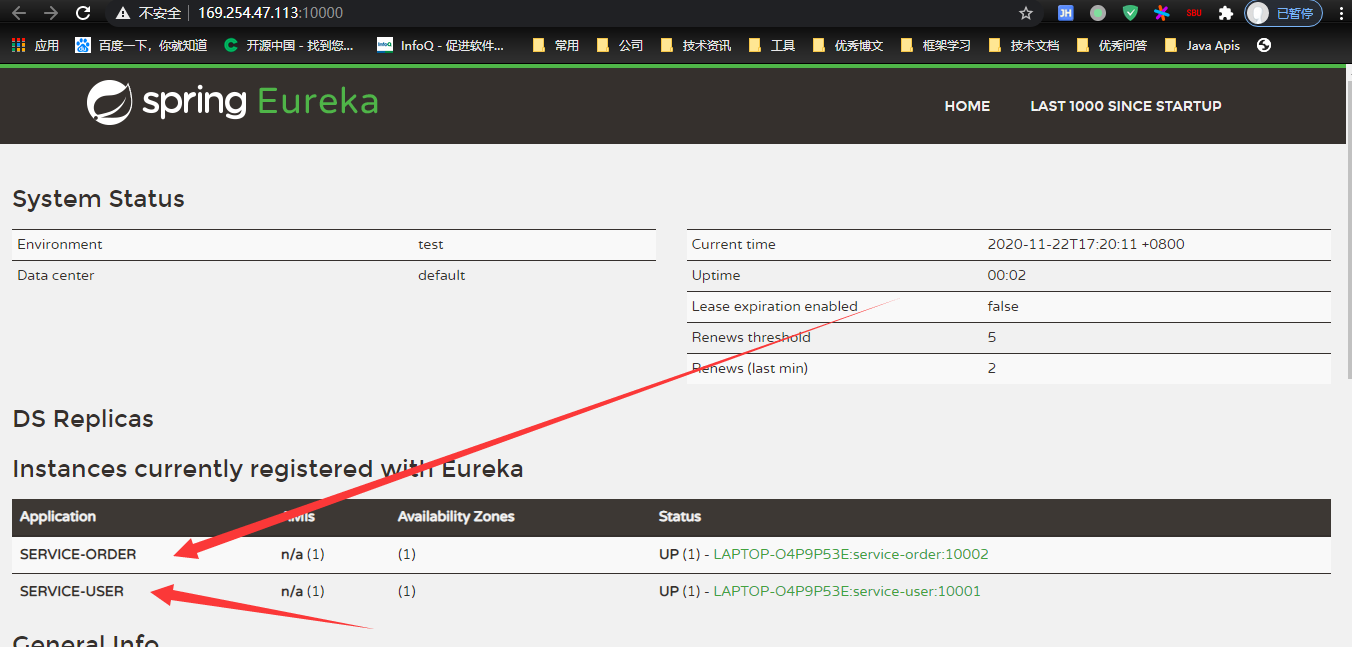 不安全 169.254.47.113:10000 SBU 已暂停
应用 百度一下，你就知道 开源中国 - 找到您... InfoQ - 促进软件... 常用 公司 技术资讯 工具 优秀博文 框架学习 技术文档 优秀问答 Java Apis
spring Eureka HOME LAST 1000 SINCE STARTUP
System Status
Environment test Current time 2020-11-22T17:20:11 +0800
Data center default Uptime 00:02
Lease expiration enabled false
Renews threshold 5
Renews (last min) 2
DS Replicas
Instances currently registered with Eureka
Application AMIs Availability Zones Status
SERVICE-ORDER n/a (1) (1) UP (1) - LAPTOP-O4P9P53E:service-order:10002
SERVICE-USER n/a (1) (1) UP (1) - LAPTOP-O4P9P53E:service-user:10001
General Info